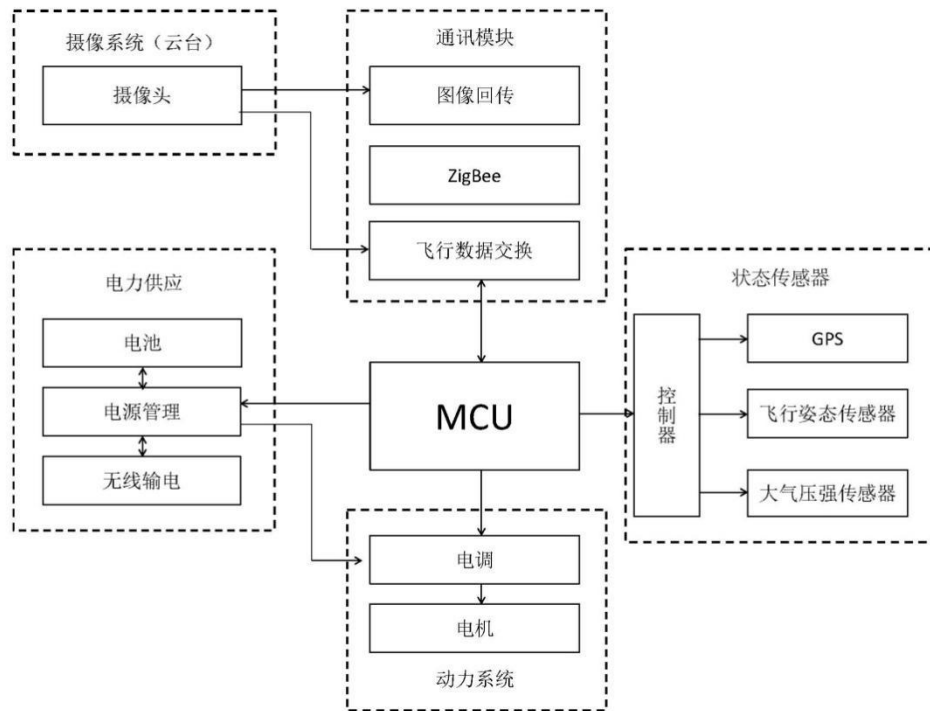 摄像系统（云台）
摄像头
通讯模块
图像回传
ZigBee
飞行数据交换
电力供应
电池
电源管理
无线输电
MCU
状态传感器
控制器
GPS
飞行姿态传感器
大气压强传感器
电调
电机
动力系统